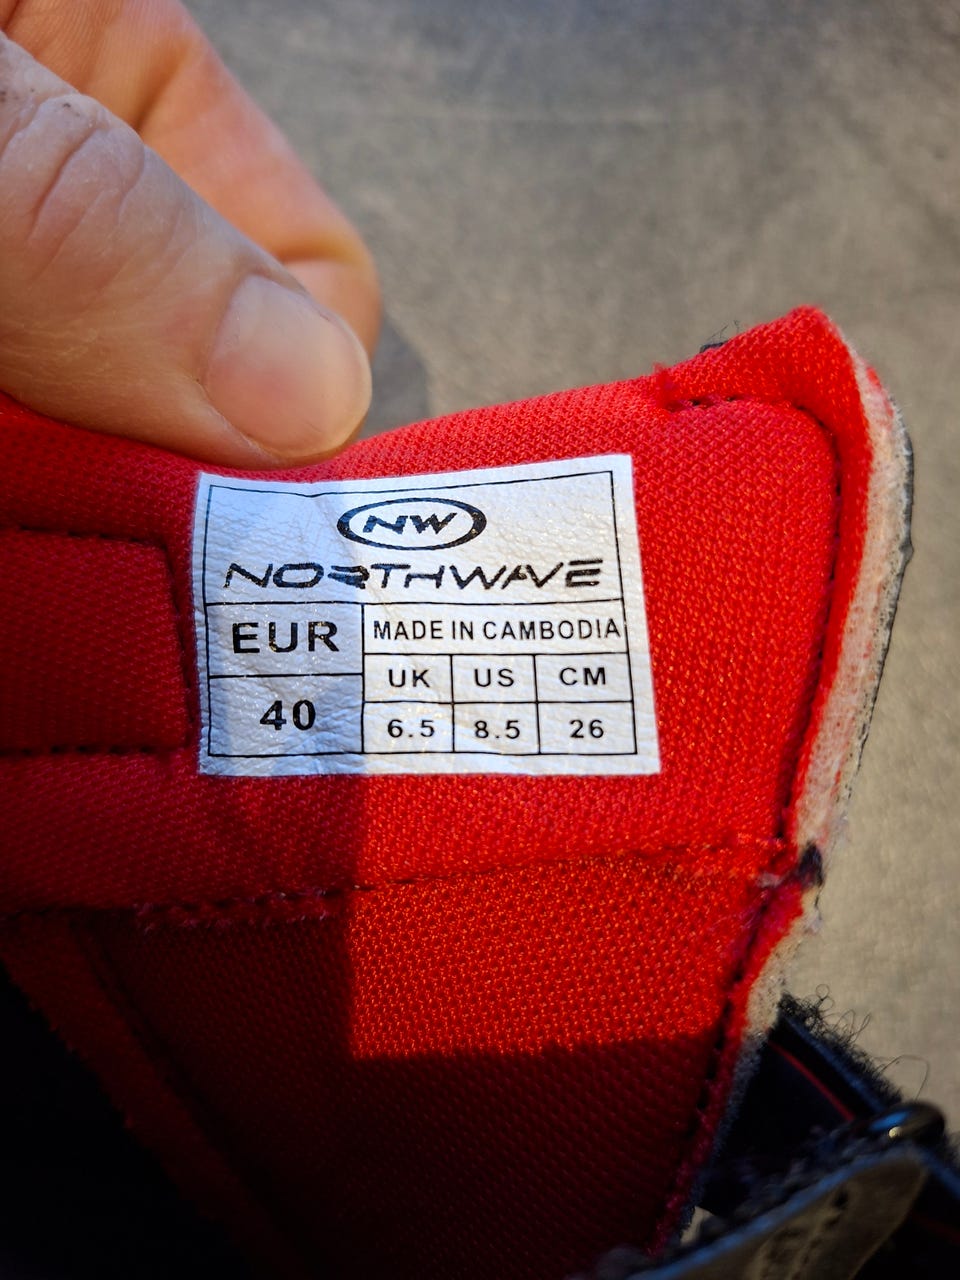 NW
NORTHWAVE
EUR
MADE IN CAMBODIA
UK US CM
40
6.5 8.5 26